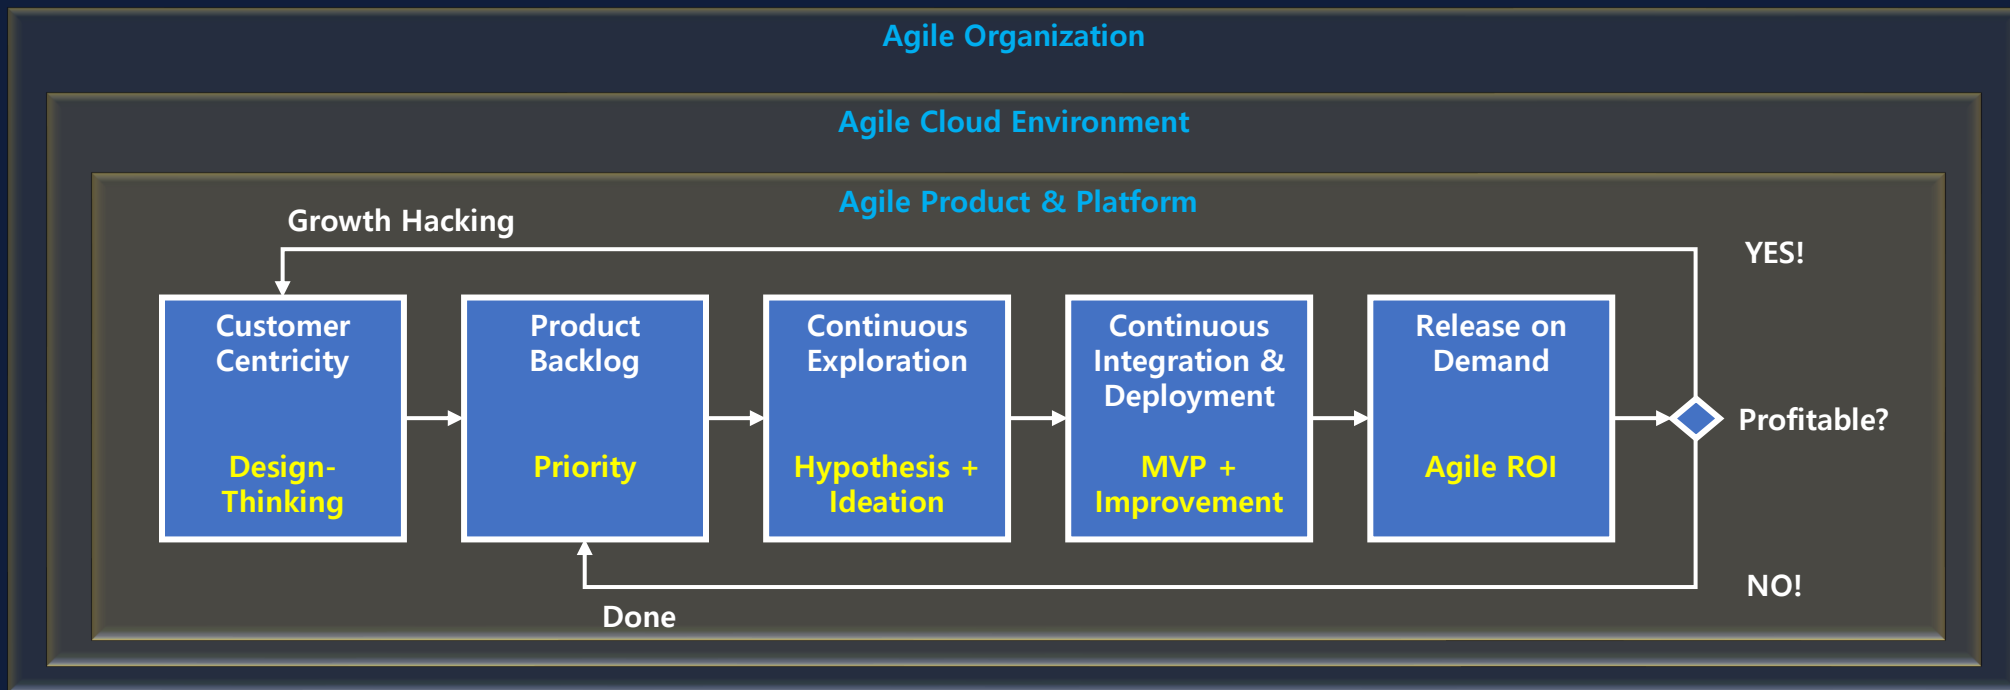 Agile Organization
Agile Cloud Environment
Agile Product & Platform
Growth Hacking
YES!
Customer
Centricity
Design-
Thinking
Product
Backlog
Priority
Continuous
Exploration
Hypothesis +
Ideation
Continuous
Integration &
Deployment
MVP +
Improvement
Release on
Demand
Agile ROI
Profitable?
NO!
Done